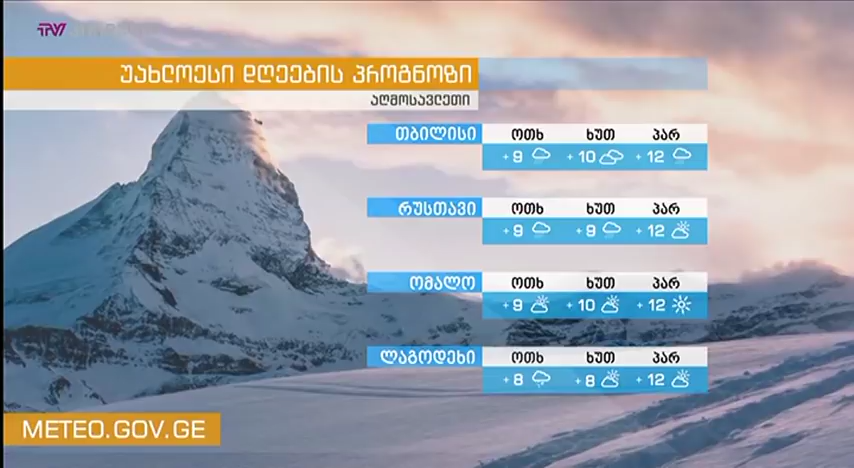 TV
უახლოესი დღეების პროგნოზი
აღმოსავლეთი
თბილისი ოთხ ხუთ პარ
+9 +10 +12
რუსთავი ოთხ ხუთ პარ
+9 +9 +12
ომალო ოთხ ხუთ პარ
+9 +10 +12
ლაგოდეხი ოთხ ხუთ პარ
+8 +8 +12
METEO.GOV.GE